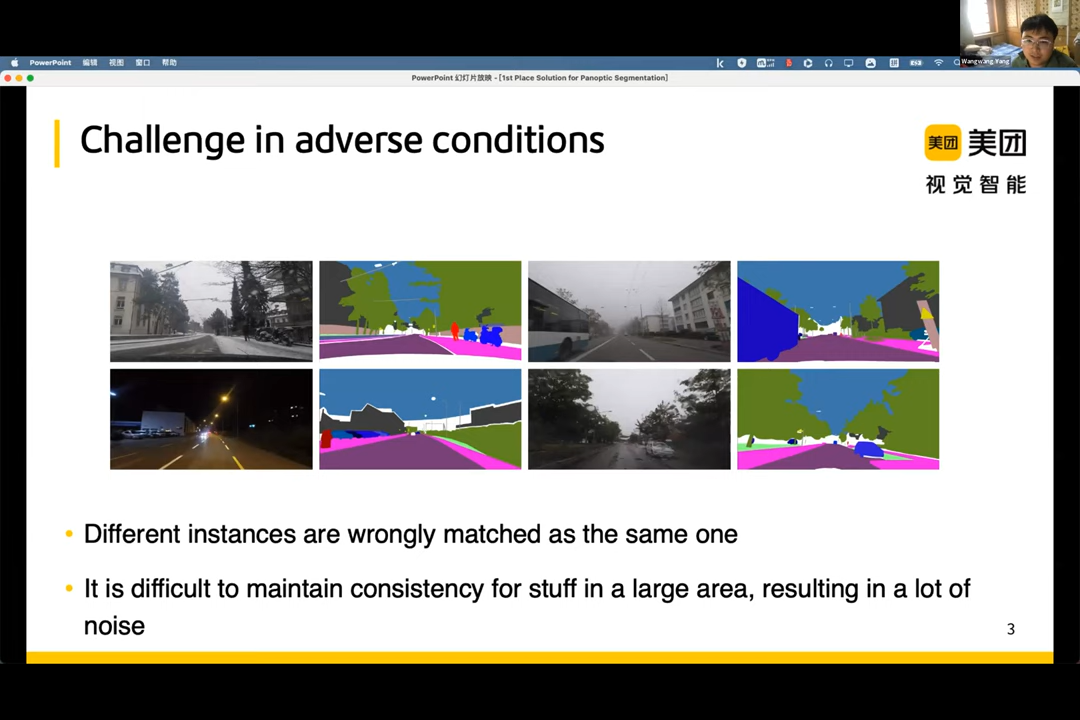 PowerPoint 编辑 视图 窗口 帮助
Wangwang Yang
PowerPoint 幻灯片放映 - [1st Place Solution for Panoptic Segmentation]
Challenge in adverse conditions
美团 美团
视觉智能
• Different instances are wrongly matched as the same one
• It is difficult to maintain consistency for stuff in a large area, resulting in a lot of
noise
3